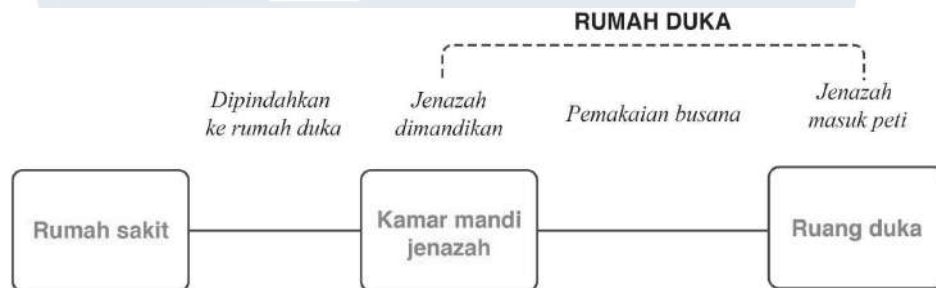 RUMAH DUKA
Dipindahkan
ke rumah duka
Jenazah
dimandikan
Pemakaian busana
Jenazah
masuk peti
Rumah sakit
Kamar mandi
jenazah
Ruang duka